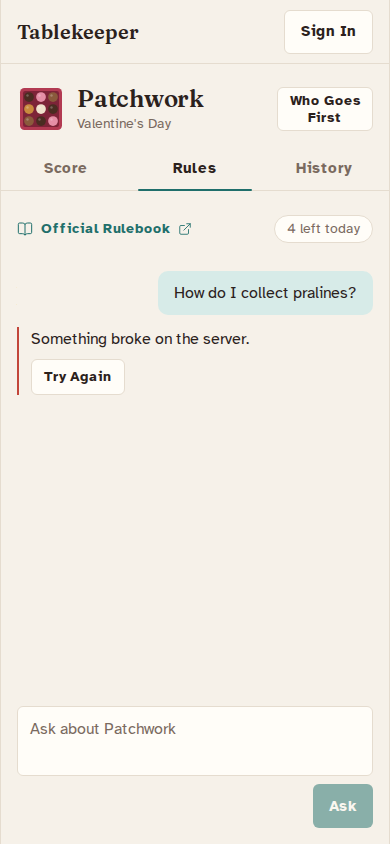 Tablekeeper
Sign In
Patchwork
Valentine's Day
Who Goes
First
Score
Rules
History
Official Rulebook
4 left today
How do I collect pralines?
Something broke on the server.
Try Again
Ask about Patchwork
Ask